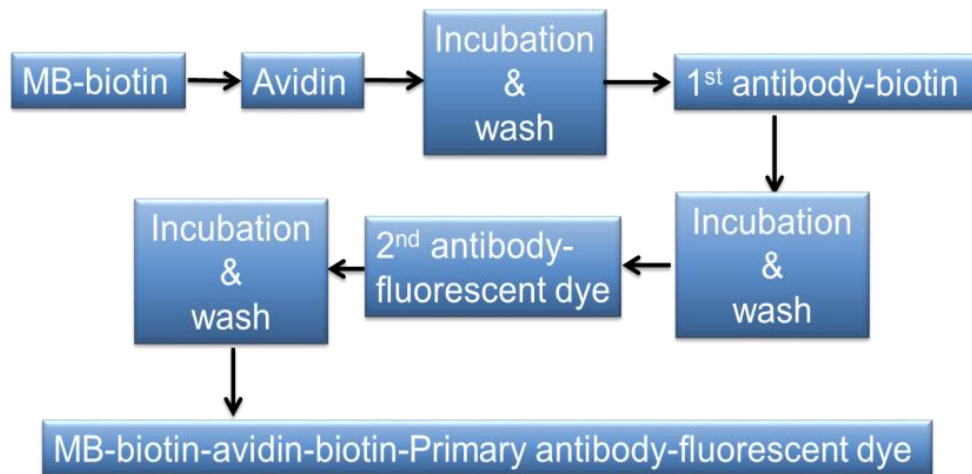 MB-biotin
Avidin
Incubation
&
wash
1st antibody-biotin
Incubation
&
wash
2nd antibody-
fluorescent dye
Incubation
&
wash
MB-biotin-avidin-biotin-Primary antibody-fluorescent dye